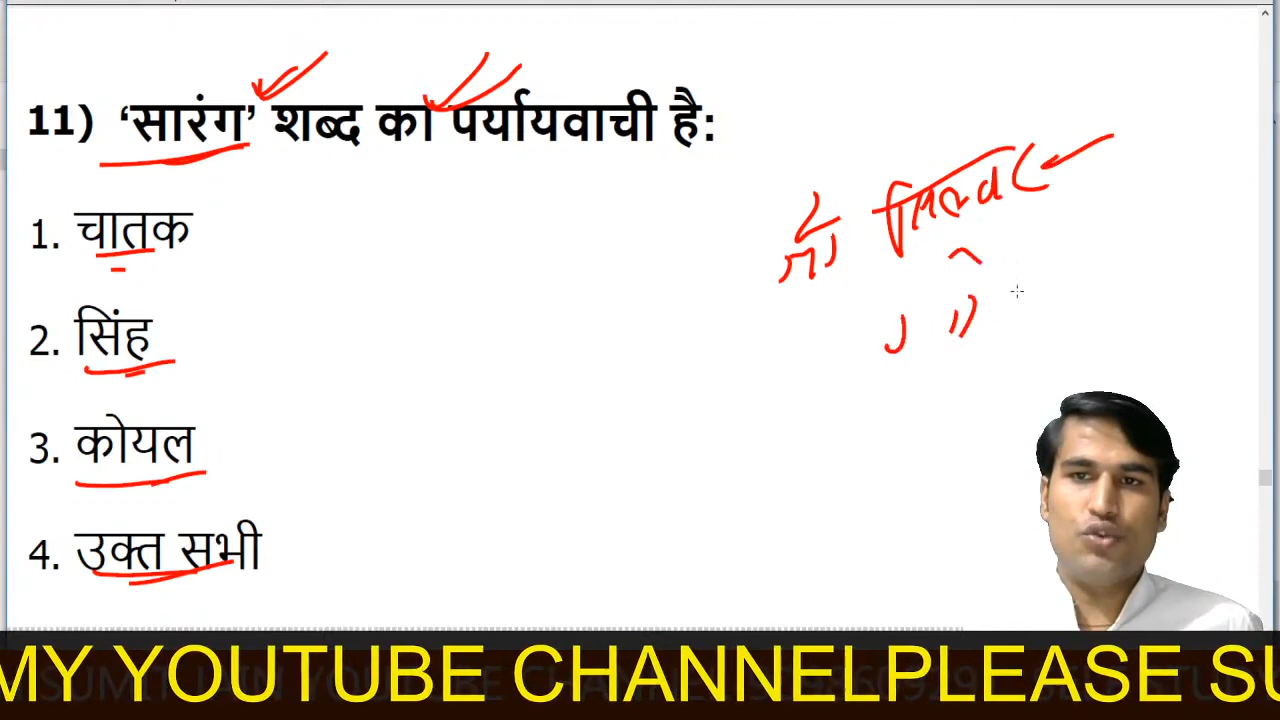 11) ‘सारंग’ शब्द का पर्यायवाची है:
1. चातक
2. सिंह
3. कोयल
4. उक्त सभी
MY YOUTUBE CHANNELPLEASE SU